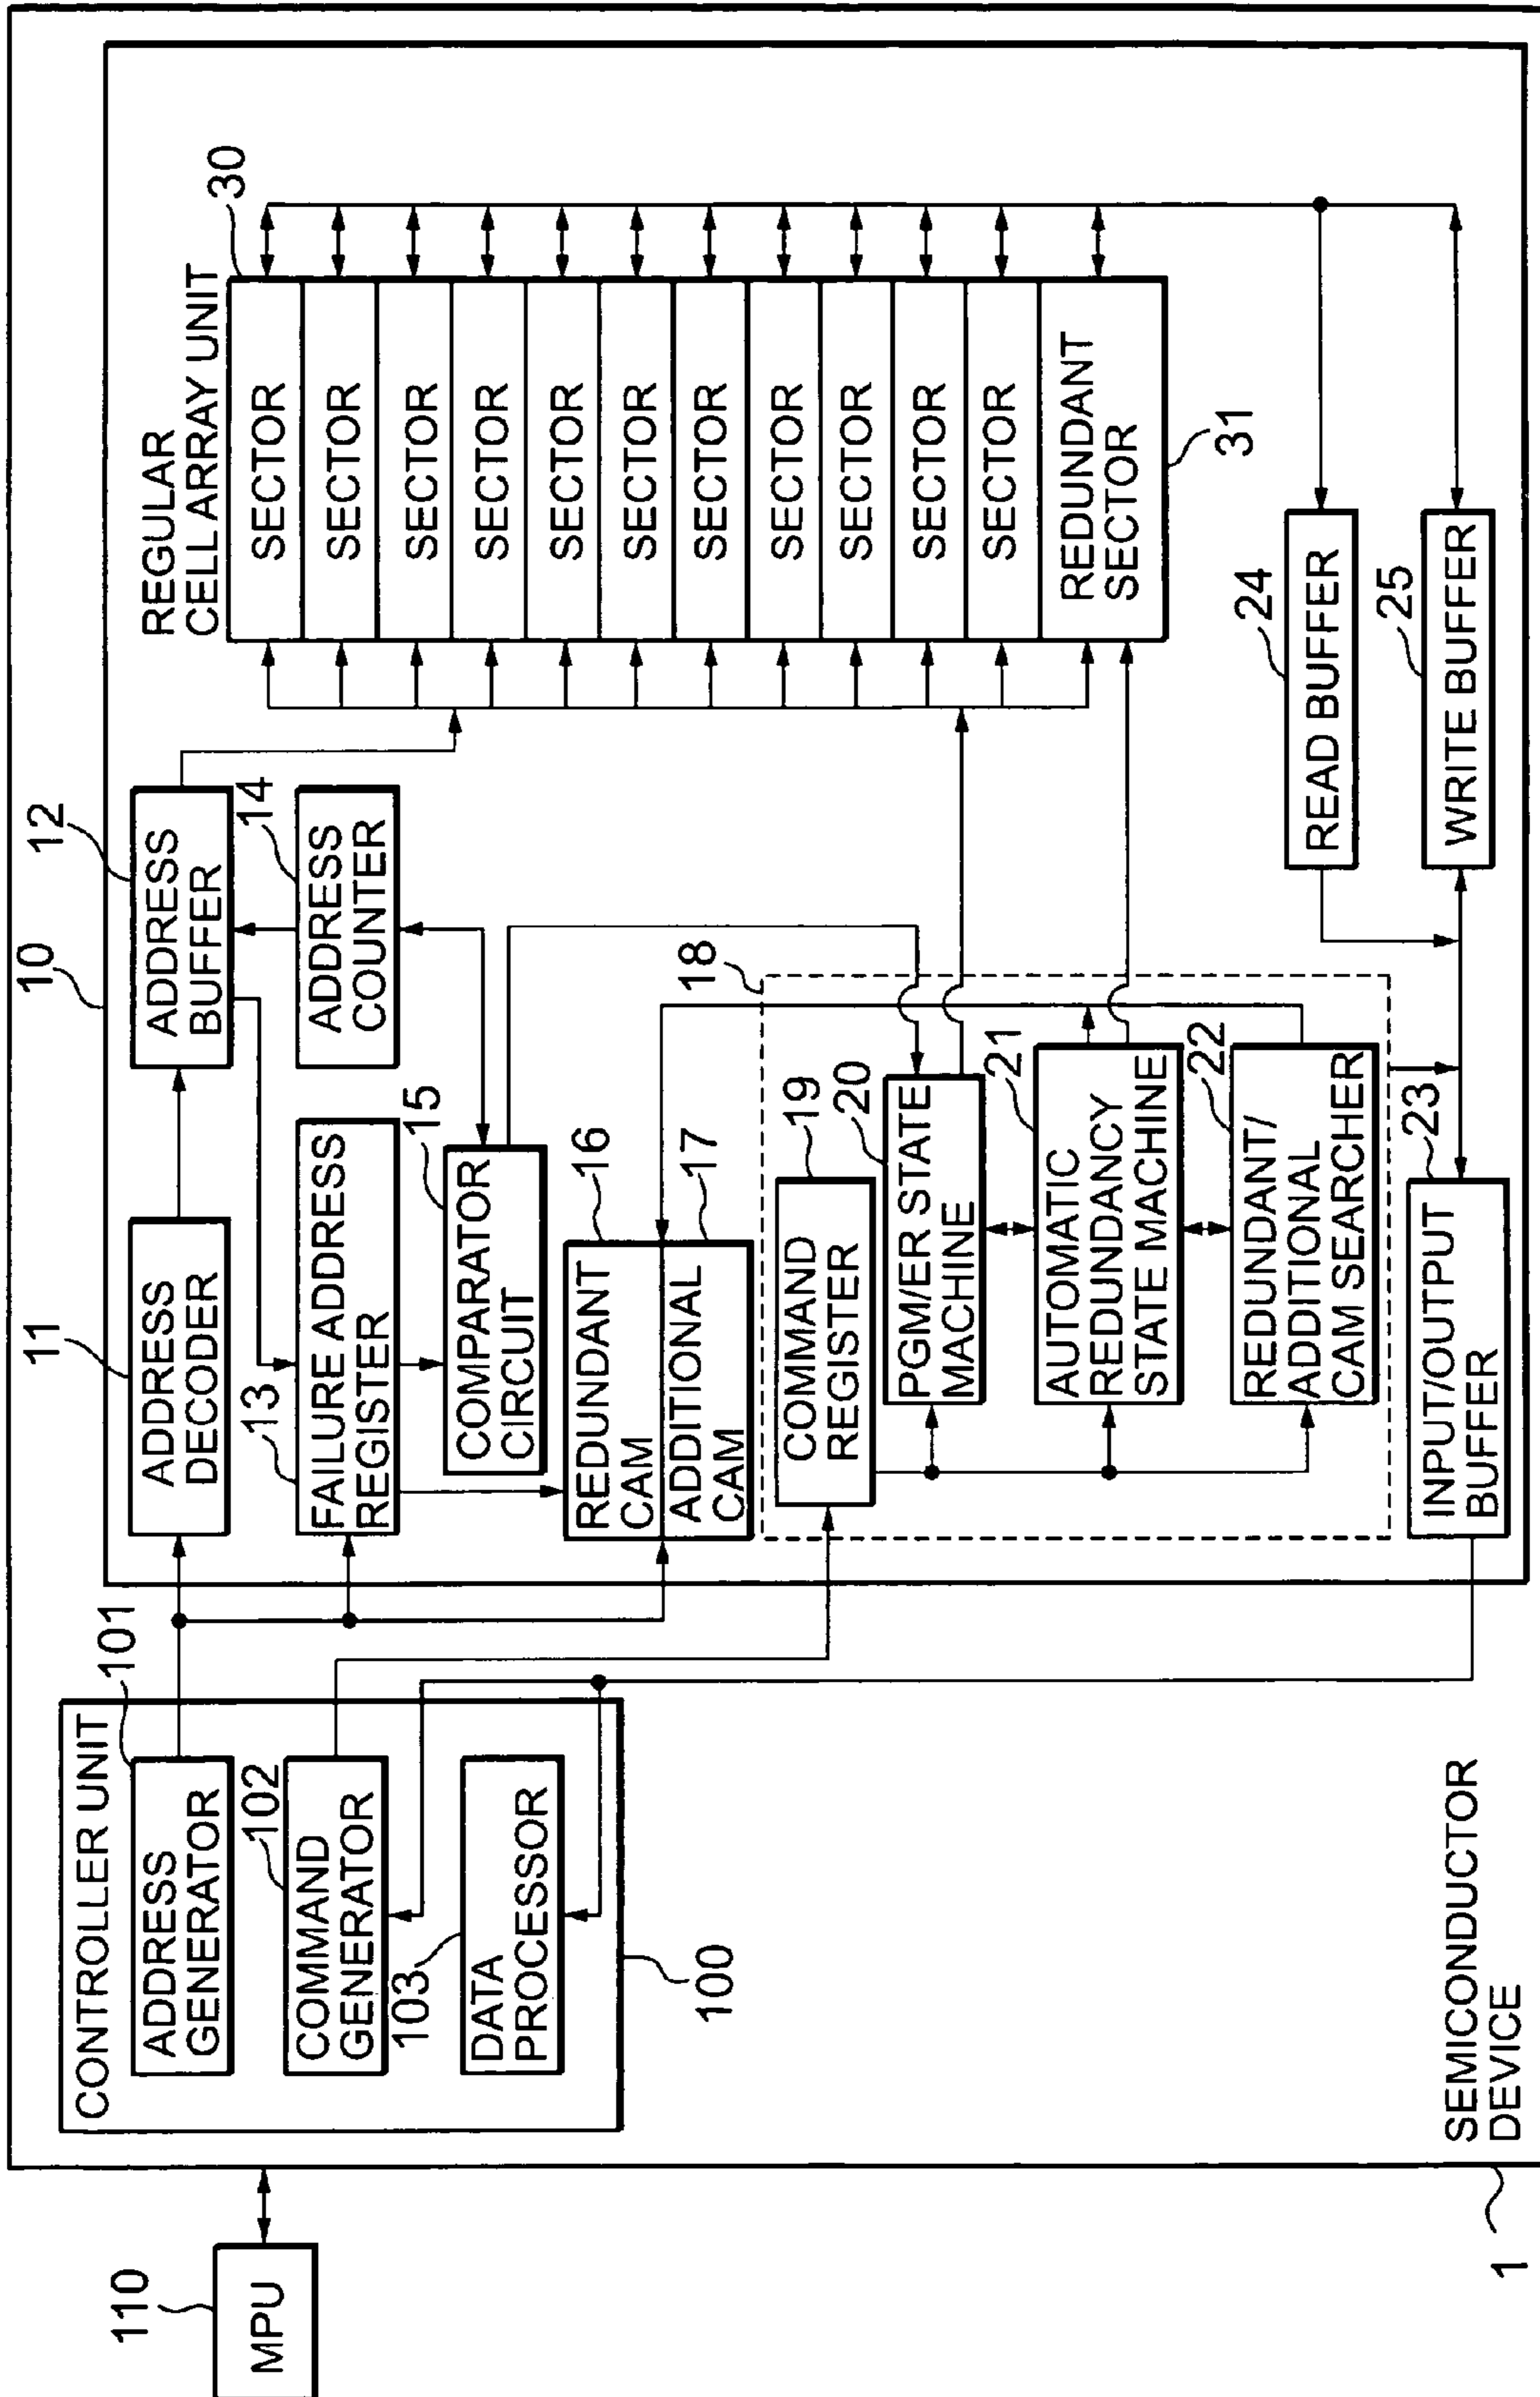 110
MPU
1
SEMICONDUCTOR
DEVICE
CONTROLLER UNIT
100
101
ADDRESS
GENERATOR
102
COMMAND
GENERATOR
103
DATA
PROCESSOR
10
11
ADDRESS
DECODER
12
ADDRESS
BUFFER
13
FAILURE ADDRESS
REGISTER
14
ADDRESS
COUNTER
15
COMPARATOR
CIRCUIT
16
REDUNDANT
CAM
17
ADDITIONAL
CAM
18
19
COMMAND
REGISTER
20
PGM/ER STATE
MACHINE
21
AUTOMATIC
REDUNDANCY
STATE MACHINE
22
REDUNDANT/
ADDITIONAL
CAM SEARCHER
23
INPUT/OUTPUT
BUFFER
24
READ BUFFER
25
WRITE BUFFER
REGULAR
CELL ARRAY UNIT
30
SECTOR
SECTOR
SECTOR
SECTOR
SECTOR
SECTOR
SECTOR
SECTOR
SECTOR
SECTOR
SECTOR
REDUNDANT
SECTOR
31